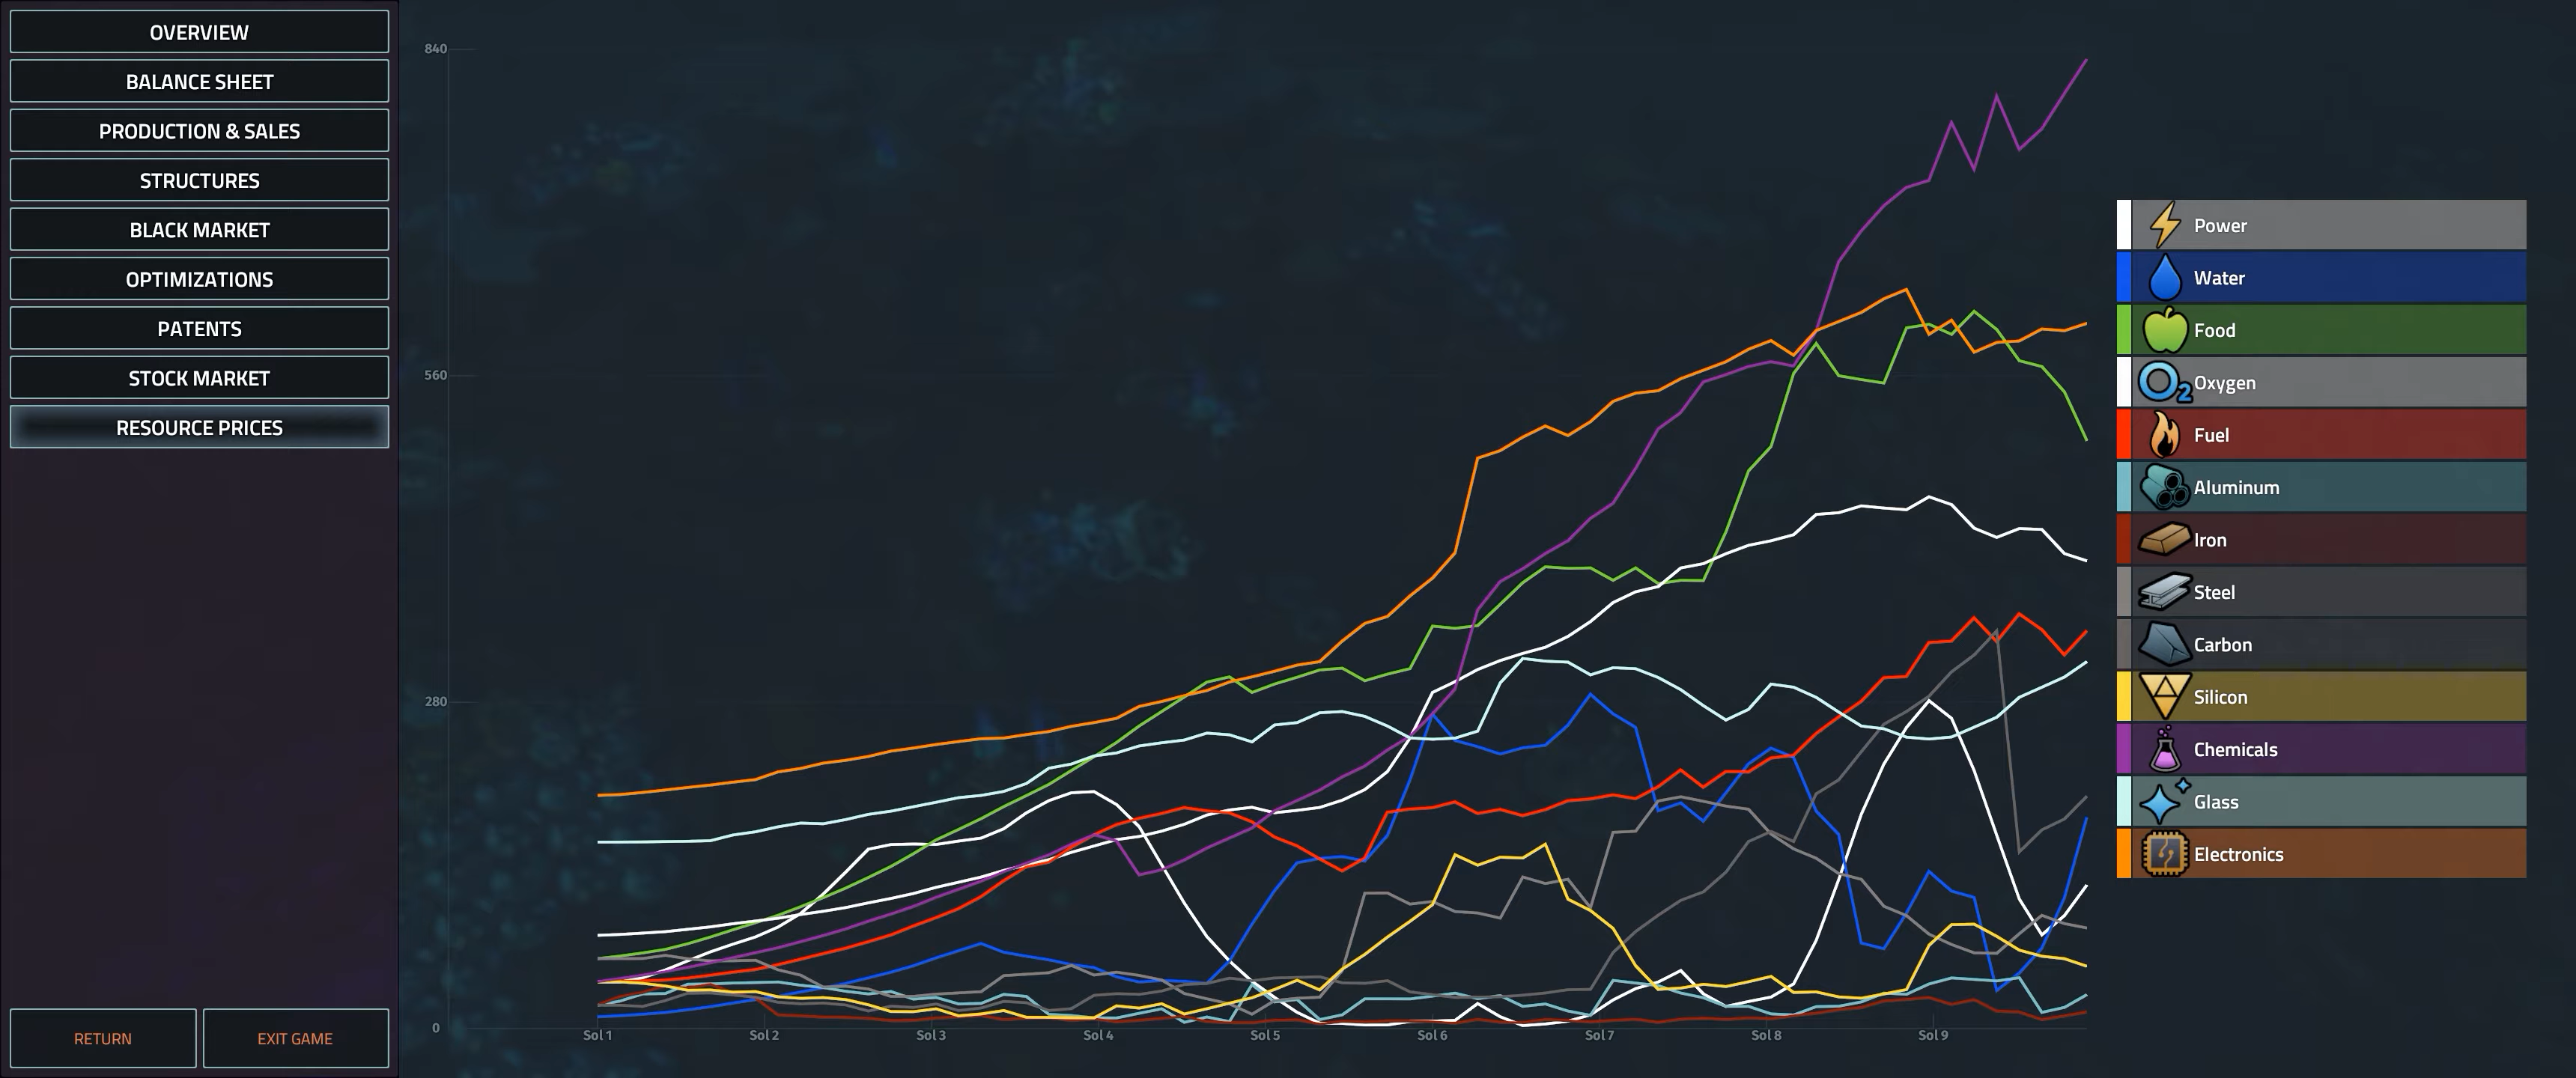 OVERVIEW
BALANCE SHEET
PRODUCTION & SALES
STRUCTURES
BLACK MARKET
OPTIMIZATIONS
PATENTS
STOCK MARKET
RESOURCE PRICES
RETURN
EXIT GAME
840
560
280
0
Sol 1
Sol 2
Sol 3
Sol 4
Sol 5
Sol 6
Sol 7
Sol 8
Sol 9
Power
Water
Food
O2 Oxygen
Fuel
Aluminum
Iron
Steel
Carbon
Silicon
Chemicals
Glass
Electronics